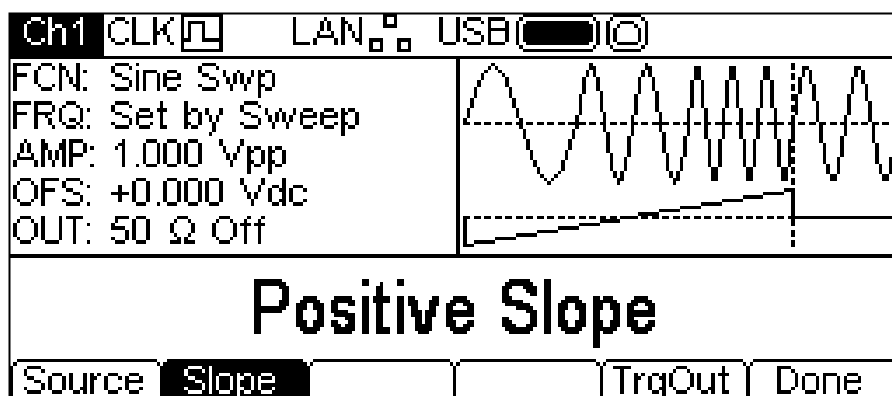 Ch1 CLK LAN USB
FCN: Sine Swp
FRQ: Set by Sweep
AMP: 1.000 Vpp
OFS: +0.000 Vdc
OUT: 50 Ω Off
Positive Slope
Source Slope TrgOut Done